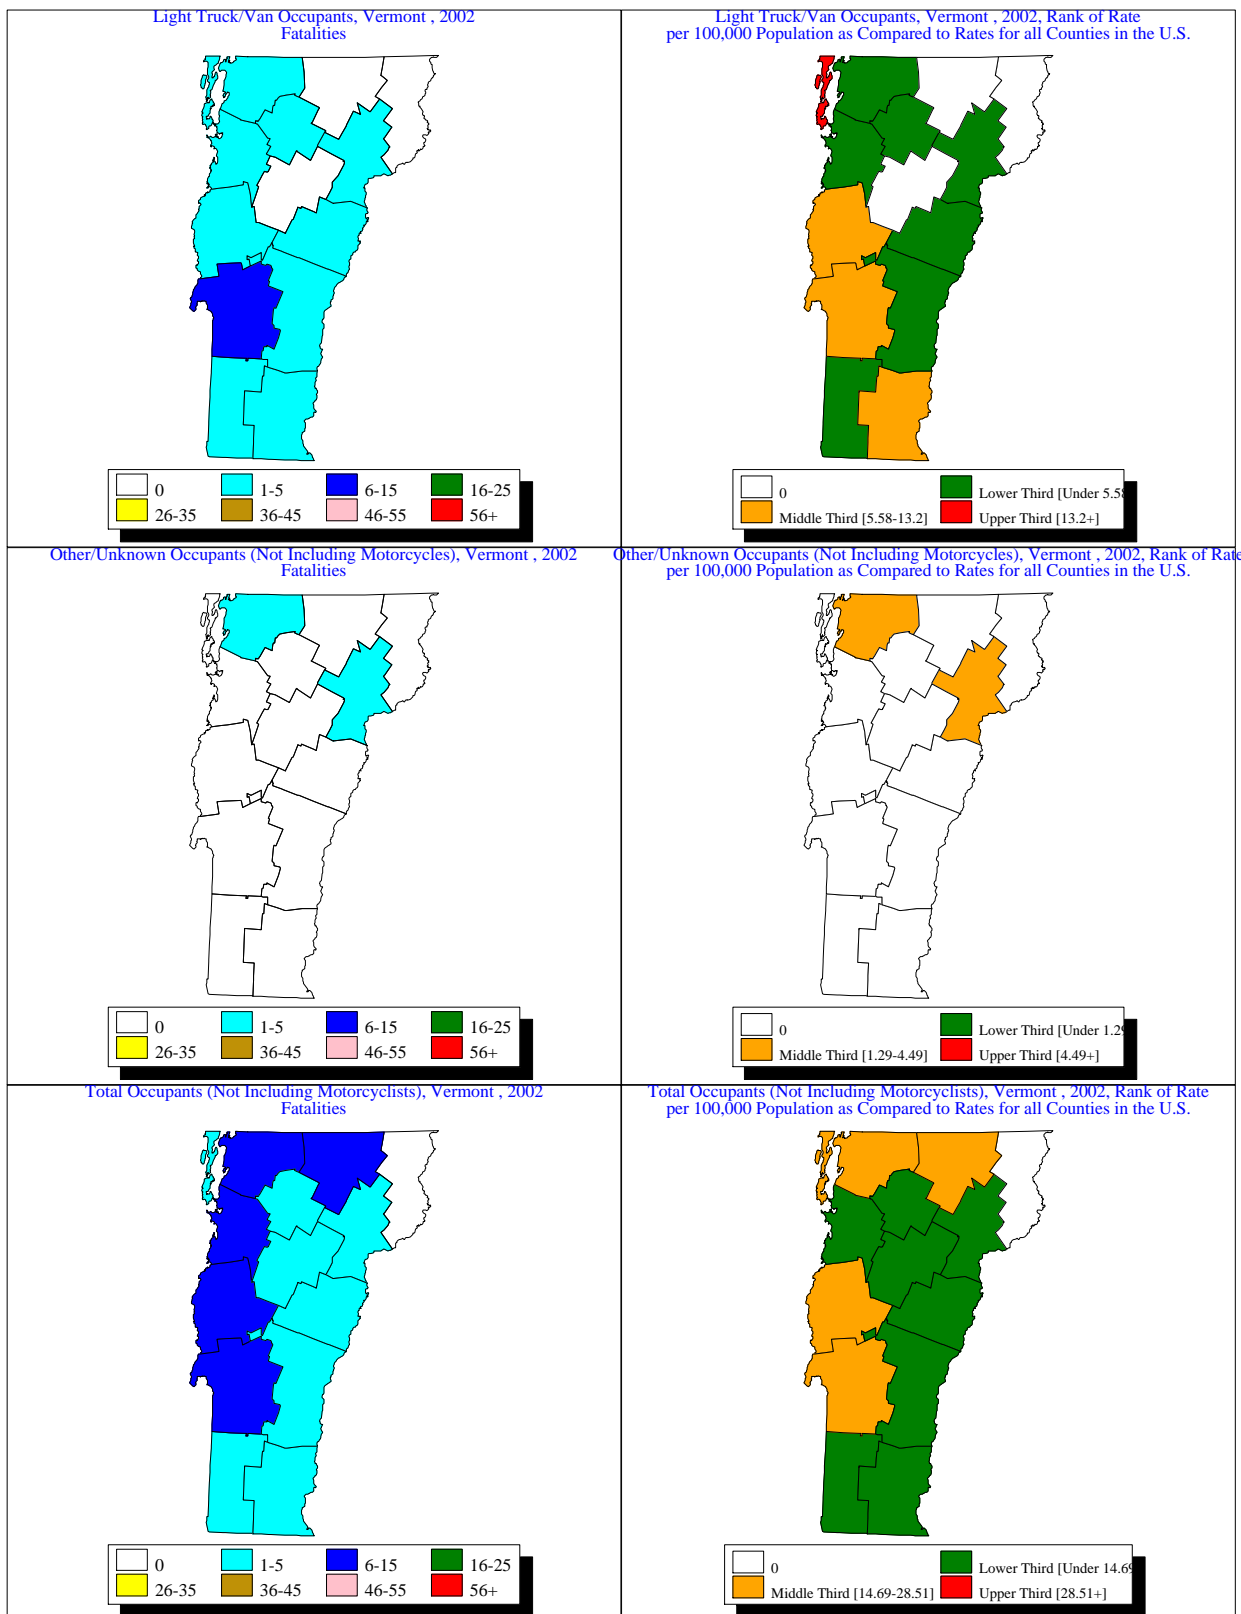 Light Truck/Van Occupants, Vermont , 2002
Fatalities
0
1-5
6-15
16-25
26-35
36-45
46-55
56+
Light Truck/Van Occupants, Vermont , 2002, Rank of Rate
per 100,000 Population as Compared to Rates for all Counties in the U.S.
0
Lower Third [Under 5.58
Middle Third [5.58-13.2]
Upper Third [13.2+]
Other/Unknown Occupants (Not Including Motorcycles), Vermont , 2002
Fatalities
0
1-5
6-15
16-25
26-35
36-45
46-55
56+
Other/Unknown Occupants (Not Including Motorcycles), Vermont , 2002, Rank of Rate
per 100,000 Population as Compared to Rates for all Counties in the U.S.
0
Lower Third [Under 1.29
Middle Third [1.29-4.49]
Upper Third [4.49+]
Total Occupants (Not Including Motorcyclists), Vermont , 2002
Fatalities
0
1-5
6-15
16-25
26-35
36-45
46-55
56+
Total Occupants (Not Including Motorcyclists), Vermont , 2002, Rank of Rate
per 100,000 Population as Compared to Rates for all Counties in the U.S.
0
Lower Third [Under 14.69
Middle Third [14.69-28.51]
Upper Third [28.51+]